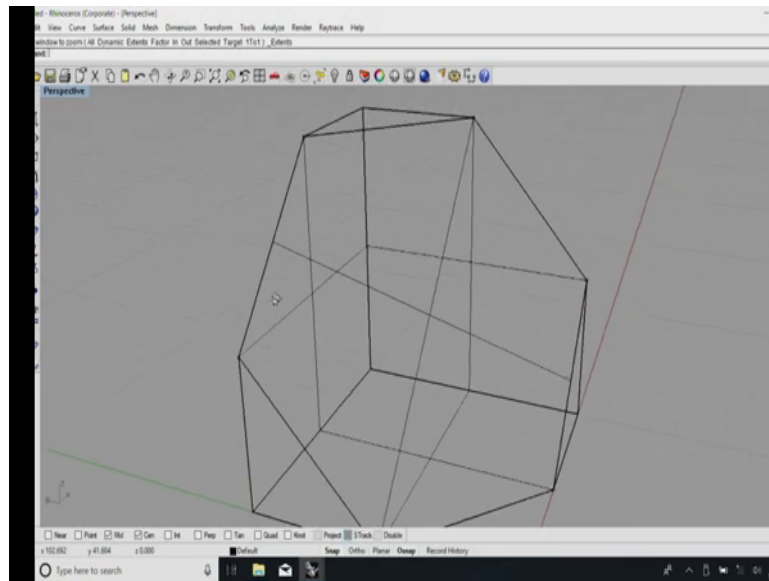 ed - Rhinoceros (Corporate) - [Perspective]
it View Curve Surface Solid Mesh Dimension Transform Tools Analyze Render Raytrace Help
window to zoom ( All Dynamic Extents Factor In Out Selected Target 1To1 ): _Extents
Perspective
z
x
Near Point Mid Cen Int Perp Tan Quad Knot Project STrack Disable
x 102.692 y 41.604 z 0.000 Default Snap Ortho Planar Osnap Record History
Type here to search